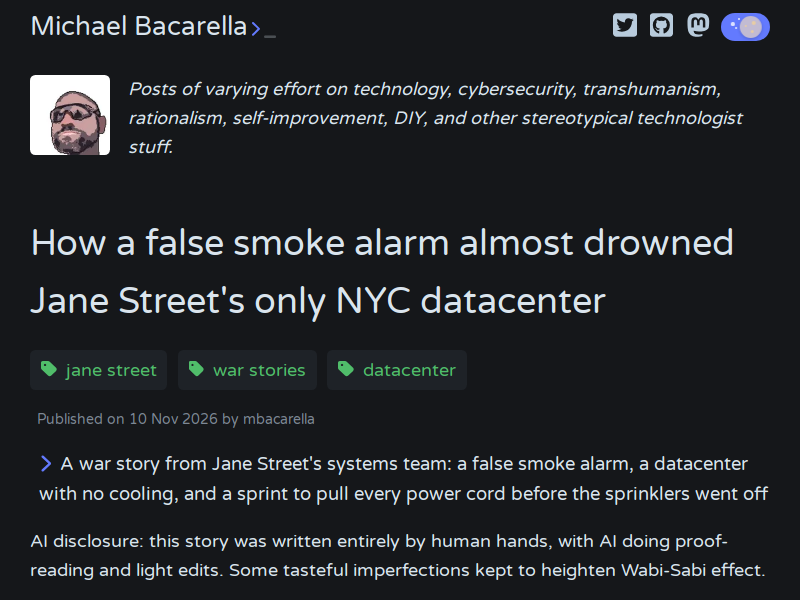 Michael Bacarella>_
Posts of varying effort on technology, cybersecurity, transhumanism,
rationalism, self-improvement, DIY, and other stereotypical technologist
stuff.
How a false smoke alarm almost drowned
Jane Street's only NYC datacenter
jane street war stories datacenter
Published on 10 Nov 2026 by mbacarella
> A war story from Jane Street's systems team: a false smoke alarm, a datacenter
with no cooling, and a sprint to pull every power cord before the sprinklers went off
AI disclosure: this story was written entirely by human hands, with AI doing proof-
reading and light edits. Some tasteful imperfections kept to heighten Wabi-Sabi effect.